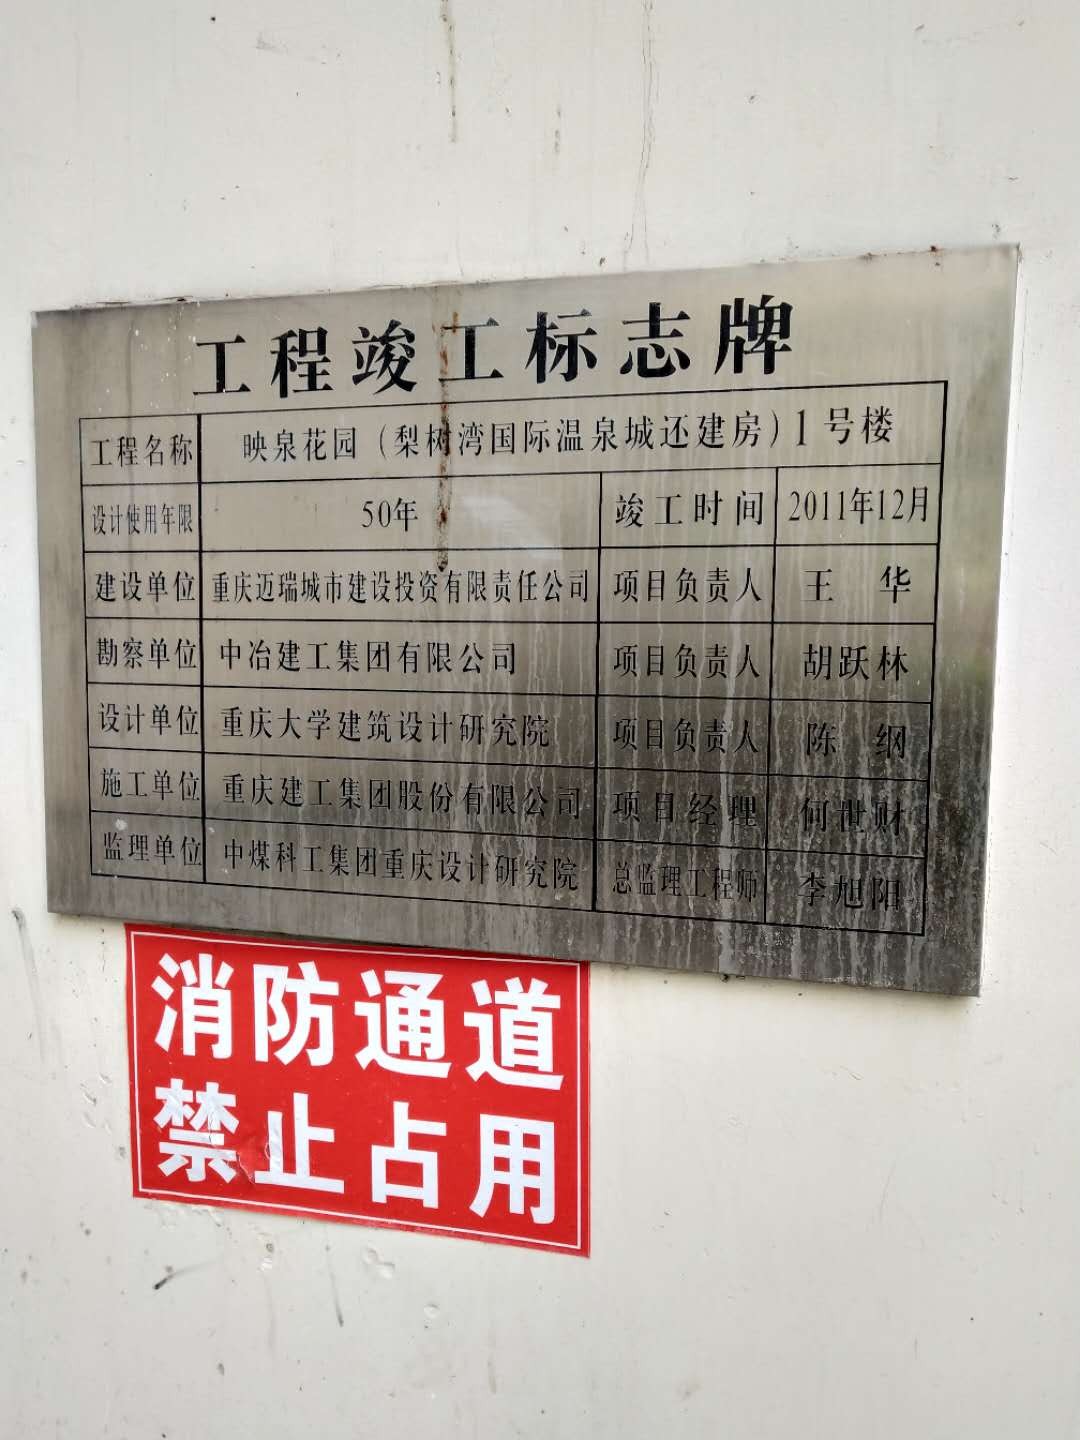 工程竣工标志牌
工程名称 映泉花园（梨树湾国际温泉城还建房）1号楼
设计使用年限 50年 竣工时间 2011年12月
建设单位 重庆迈瑞城市建设投资有限责任公司 项目负责人 王华
勘察单位 中冶建工集团有限公司 项目负责人 胡跃林
设计单位 重庆大学建筑设计研究院 项目负责人 陈纲
施工单位 重庆建工集团股份有限公司 项目经理 何世财
监理单位 中煤科工集团重庆设计研究院 总监理工程师 李旭阳
消防通道
禁止占用